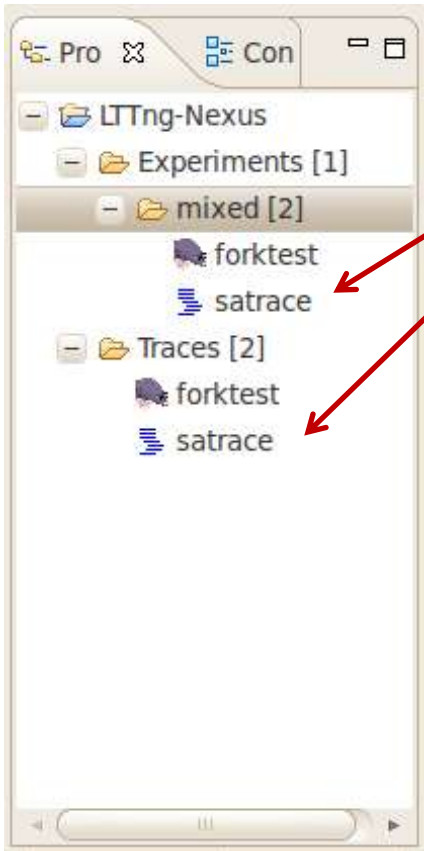 Pro Con
LTTng-Nexus
Experiments [1]
mixed [2]
forktest
satrace
Traces [2]
forktest
satrace